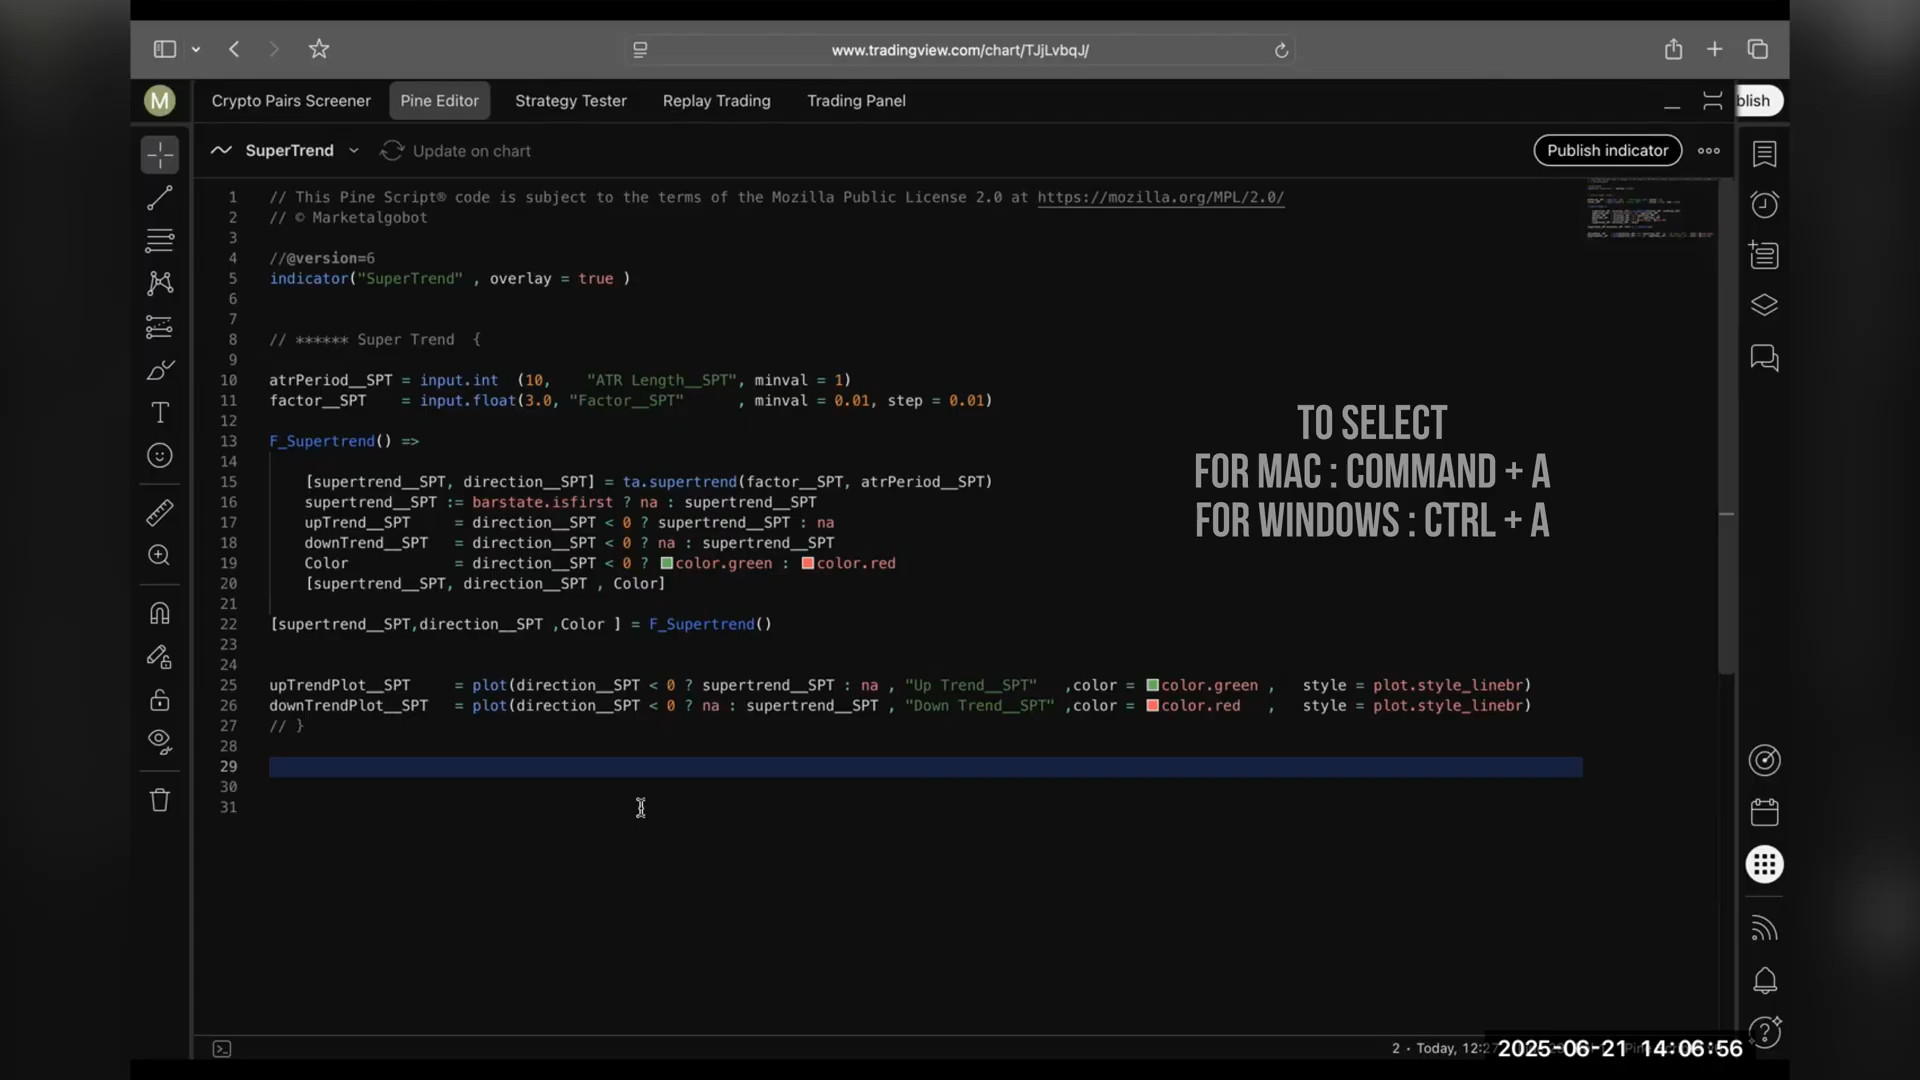 www.tradingview.com/chart/TJjLvbqJ/
M
Crypto Pairs Screener
Pine Editor
Strategy Tester
Replay Trading
Trading Panel
blish
SuperTrend
Update on chart
Publish indicator
1 // This Pine Script® code is subject to the terms of the Mozilla Public License 2.0 at https://mozilla.org/MPL/2.0/
2 // © Marketalgobot
3
4 //@version=6
5 indicator("SuperTrend" , overlay = true )
6
7
8 // ****** Super Trend  {
9
10 atrPeriod__SPT = input.int  (10,    "ATR Length__SPT", minval = 1)
11 factor__SPT    = input.float(3.0, "Factor__SPT"      , minval = 0.01, step = 0.01)
12
13 F_Supertrend() =>
14
15     [supertrend__SPT, direction__SPT] = ta.supertrend(factor__SPT, atrPeriod__SPT)
16     supertrend__SPT := barstate.isfirst ? na : supertrend__SPT
17     upTrend__SPT     = direction__SPT < 0 ? supertrend__SPT : na
18     downTrend__SPT   = direction__SPT < 0 ? na : supertrend__SPT
19     Color            = direction__SPT < 0 ? color.green : color.red
20     [supertrend__SPT, direction__SPT , Color]
21
22 [supertrend__SPT,direction__SPT ,Color ] = F_Supertrend()
23
24
25 upTrendPlot__SPT     = plot(direction__SPT < 0 ? supertrend__SPT : na , "Up Trend__SPT"   ,color = color.green ,   style = plot.style_linebr)
26 downTrendPlot__SPT   = plot(direction__SPT < 0 ? na : supertrend__SPT , "Down Trend__SPT" ,color = color.red   ,   style = plot.style_linebr)
27 // }
28
29
30
31
TO SELECT
FOR MAC : COMMAND + A
FOR WINDOWS : CTRL + A
2 · Today, 12:27
2025-06-21 14:06:56